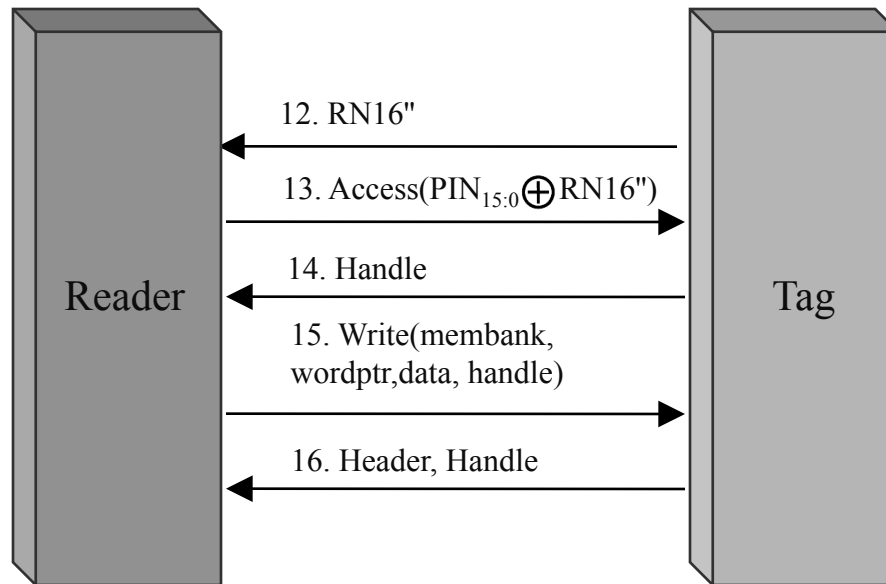 12. RN16"
13. Access(PIN₁₅:₀⊕RN16")
14. Handle
Reader
Tag
15. Write(membank,
wordptr,data, handle)
16. Header, Handle